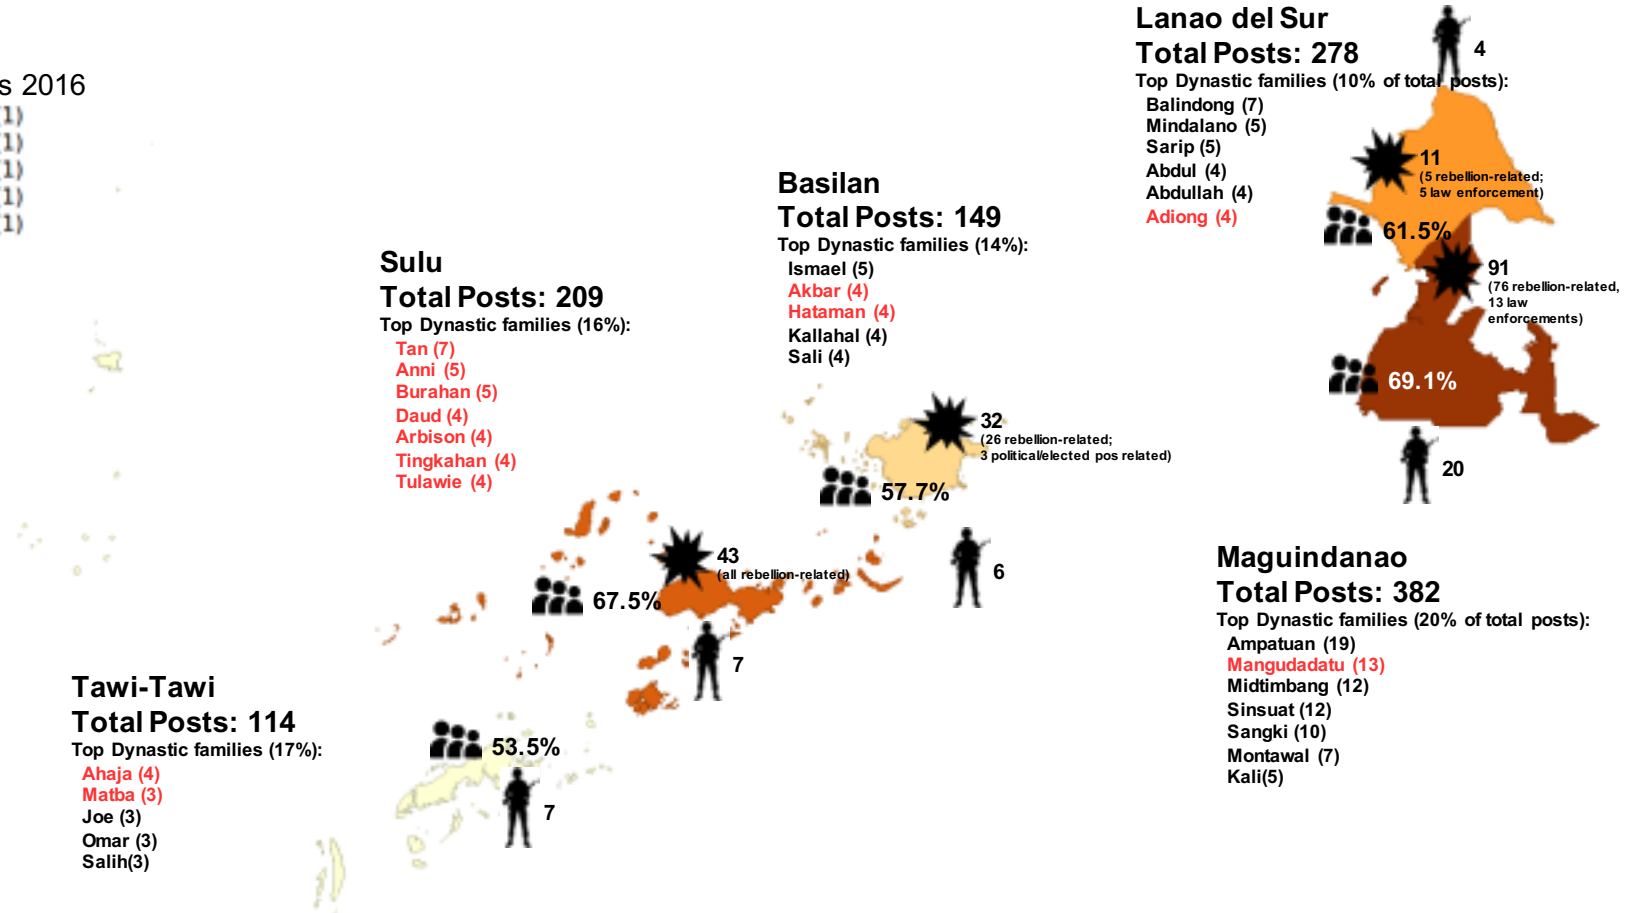 s 2016
(1)
(1)
(1)
(1)
(1)
Lanao del Sur
Total Posts: 278
Top Dynastic families (10% of total posts):
Balindong (7)
Mindalano (5)
Sarip (5)
Abdul (4)
Abdullah (4)
Adiong (4)
4
11
(5 rebellion-related;
5 law enforcement)
61.5%
91
(76 rebellion-related,
13 law
enforcements)
69.1%
20
Basilan
Total Posts: 149
Top Dynastic families (14%):
Ismael (5)
Akbar (4)
Hataman (4)
Kallahal (4)
Sali (4)
32
(26 rebellion-related;
3 political/elected pos related)
57.7%
6
Sulu
Total Posts: 209
Top Dynastic families (16%):
Tan (7)
Anni (5)
Burahan (5)
Daud (4)
Arbison (4)
Tingkahan (4)
Tulawie (4)
43
(all rebellion-related)
67.5%
7
Maguindanao
Total Posts: 382
Top Dynastic families (20% of total posts):
Ampatuan (19)
Mangudadatu (13)
Midtimbang (12)
Sinsuat (12)
Sangki (10)
Montawal (7)
Kali(5)
Tawi-Tawi
Total Posts: 114
Top Dynastic families (17%):
Ahaja (4)
Matba (3)
Joe (3)
Omar (3)
Salih(3)
53.5%
7